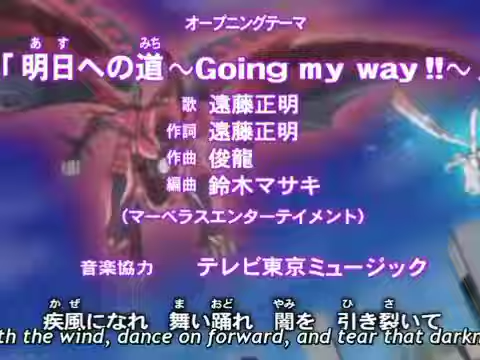 オープニングテーマ
あす みち
「明日への道～Going my way!!～」
歌 遠藤正明
作詞 遠藤正明
作曲 俊龍
編曲 鈴木マサキ
(マーベラスエンターテイメント)
音楽協力 テレビ東京ミュージック
かぜ ま おど やみ ひ さ
疾風になれ 舞い踊れ 闇を 引き裂いて
the wind, dance on forward, and tear that